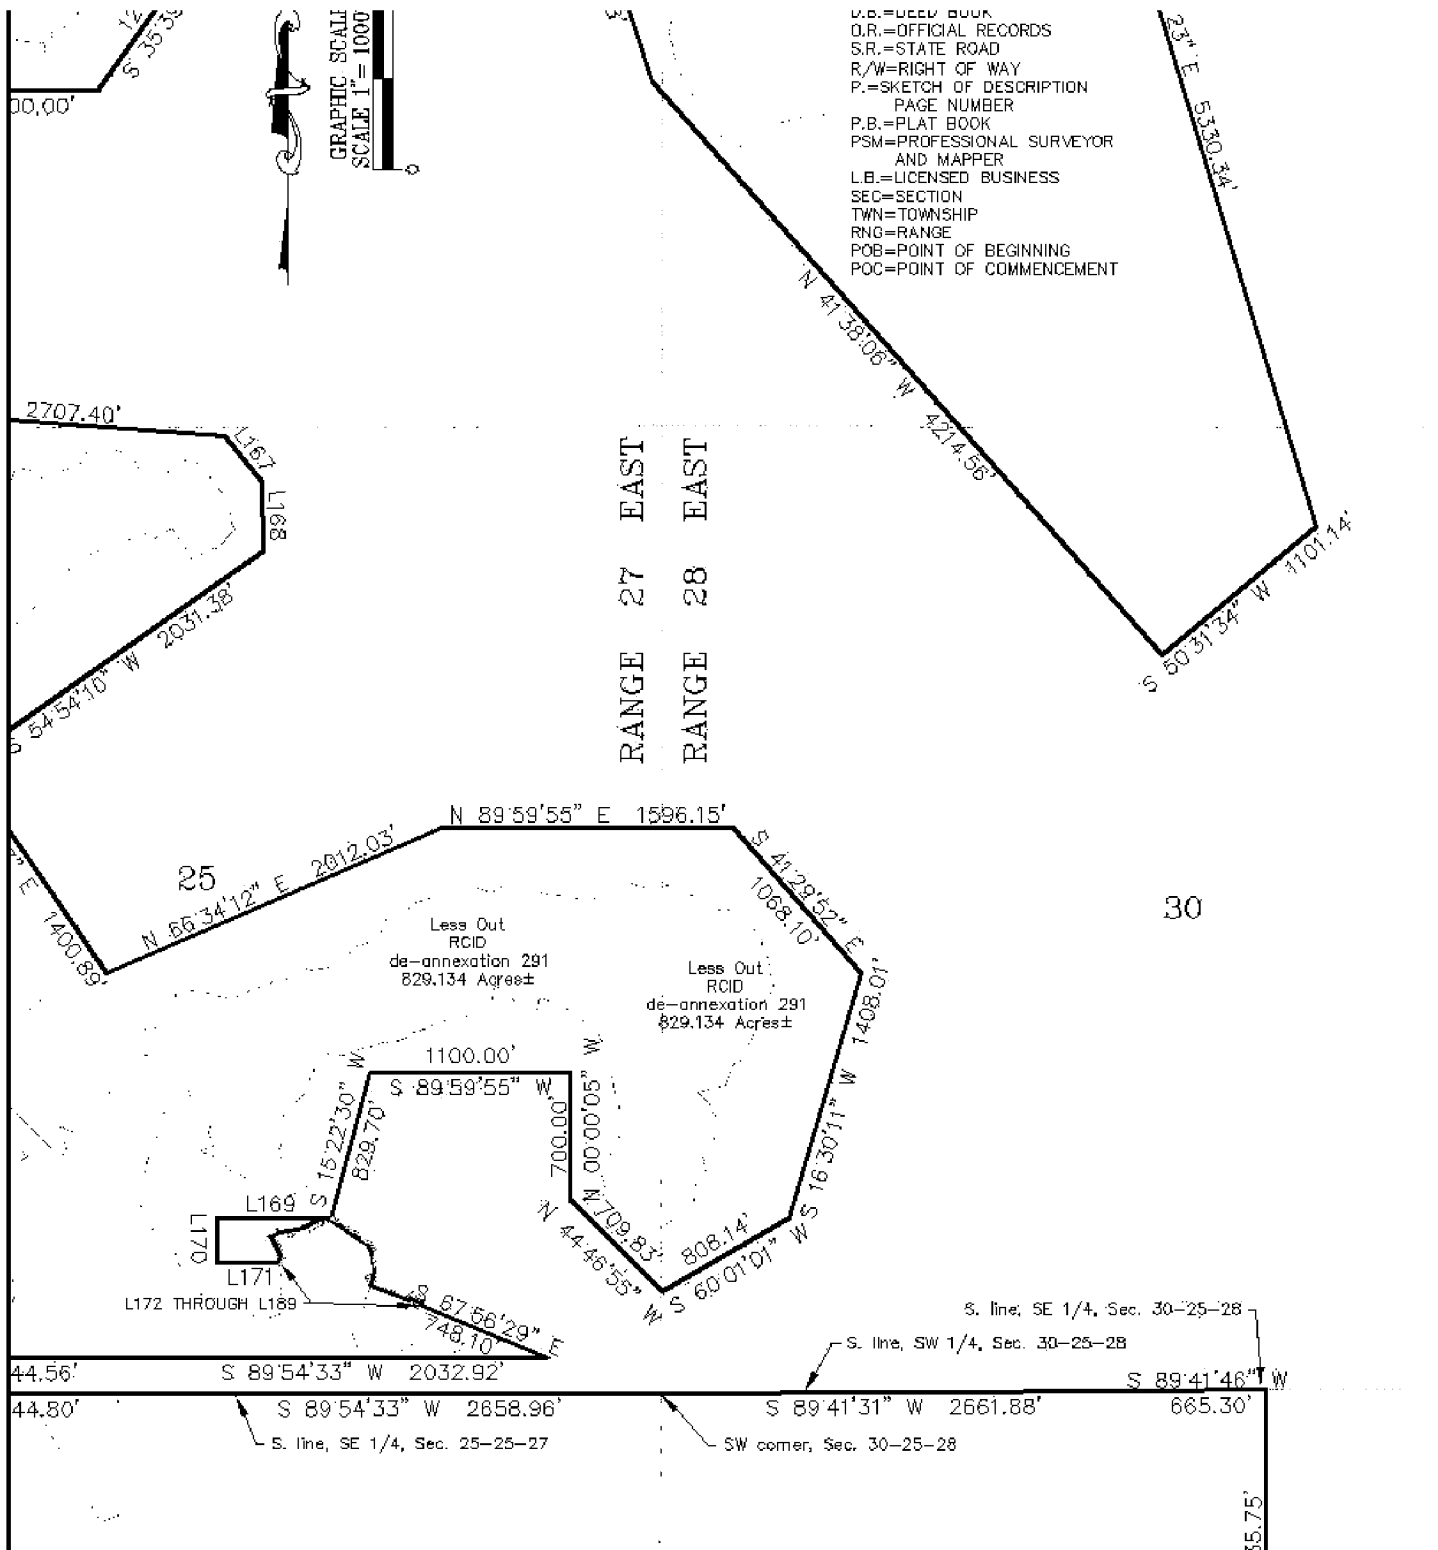 D.B.=DEED BOOK
O.R.=OFFICIAL RECORDS
S.R.=STATE ROAD
R/W=RIGHT OF WAY
P.=SKETCH OF DESCRIPTION
PAGE NUMBER
P.B.=PLAT BOOK
PSM=PROFESSIONAL SURVEYOR
AND MAPPER
L.B.=LICENSED BUSINESS
SEC=SECTION
TWN=TOWNSHIP
RNG=RANGE
POB=POINT OF BEGINNING
POC=POINT OF COMMENCEMENT
S 35°39
00.00'
GRAPHIC SCALE
SCALE 1"= 1000'
0
23" E 5330.34'
N 41°38'06" W 4214.56'
S 50°31'34" W 1101.14'
2707.40'
L167
L168
S 54°54'10" W 2031.38'
RANGE 27 EAST
RANGE 28 EAST
" E 1400.89'
25
N 66°34'12" E 2012.03'
N 89°59'55" E 1596.15'
S 41°29'52" E
1068.10'
30
Less Out
RCID
de-annexation 291
829.134 Acres±
Less Out
RCID
de-annexation 291
829.134 Acres±
1408.01'
S 16°30'11" W
1100.00'
S 89°59'55" W
S 15°22'30" W
829.70'
700.00'
N 00°00'05" W
709.83'
N 44°46'55" W
808.14'
S 60°01'01" W
L169
L170
L171
L172 THROUGH L189
S 67°56'29" E
748.10'
S. line, SE 1/4, Sec. 30-25-28
S. line, SW 1/4, Sec. 30-25-28
44.56'
S 89°54'33" W 2032.92'
S 89°41'46" W
44.80'
S 89°54'33" W 2658.96'
S 89°41'31" W 2661.88'
665.30'
S. line, SE 1/4, Sec. 25-25-27
SW corner, Sec. 30-25-28
35.75'